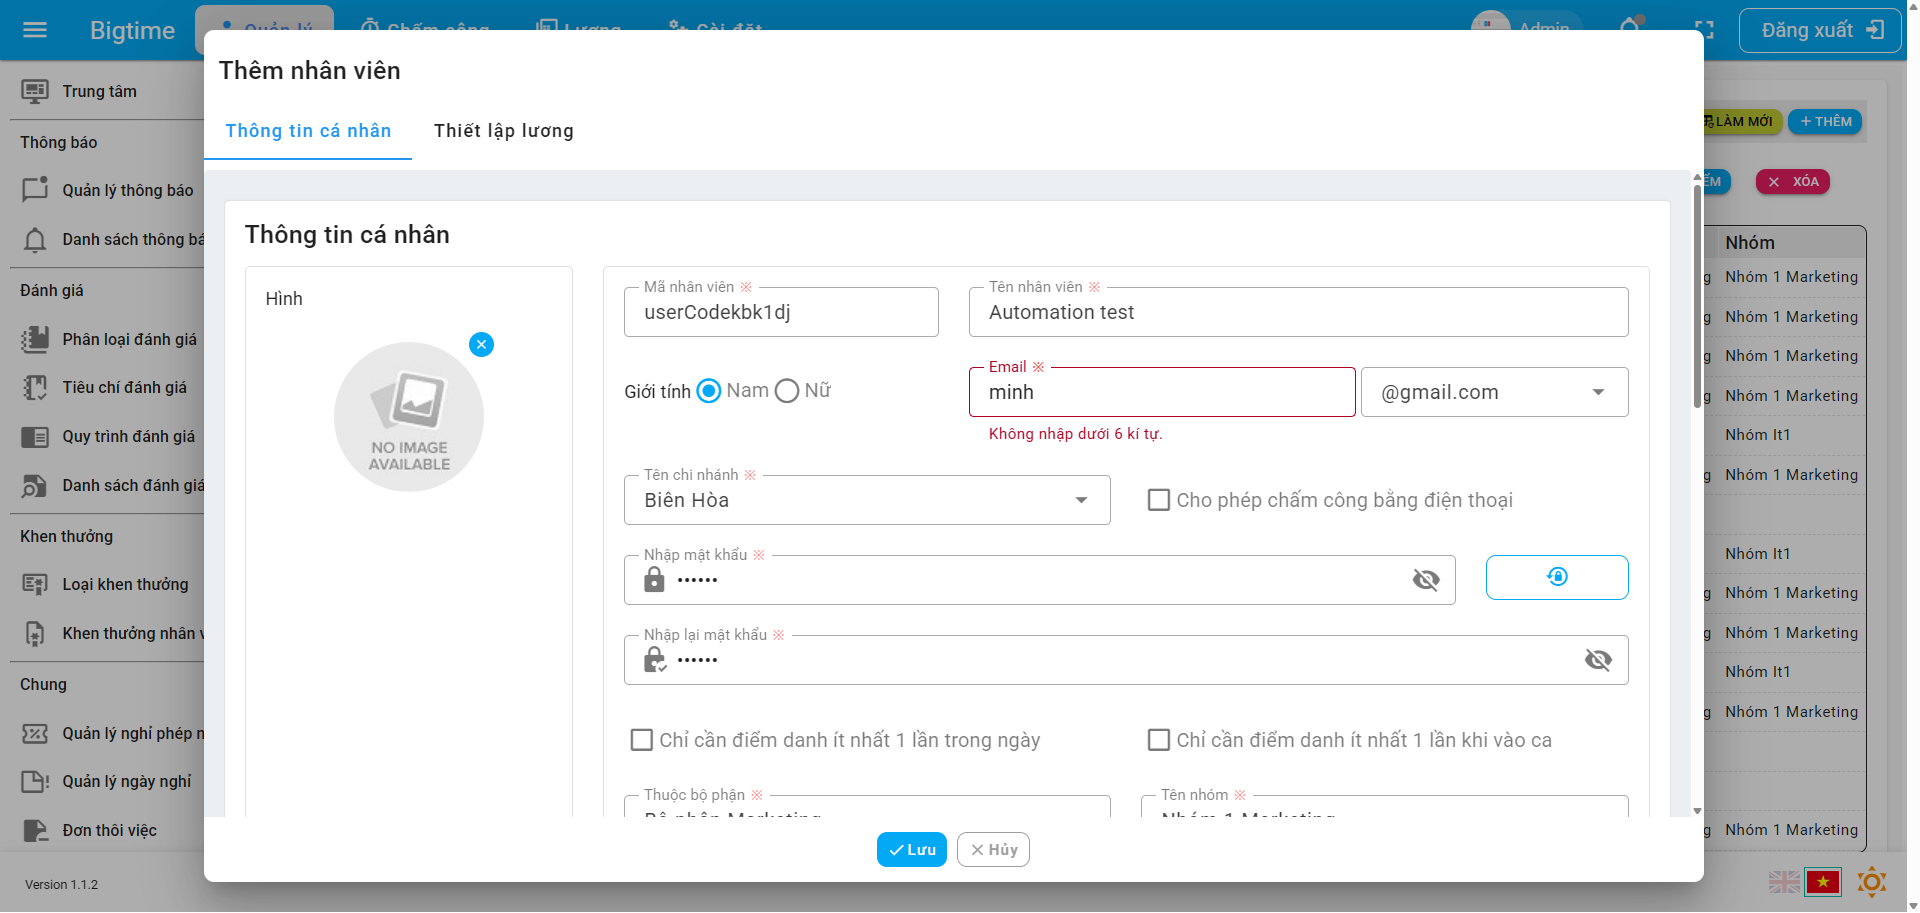 Bigtime
Quản lý
Chấm công
Lương
Cài đặt
Admin
Đăng xuất
Trung tâm
Thông báo
Quản lý thông báo
Danh sách thông bá
Đánh giá
Phân loại đánh giá
Tiêu chí đánh giá
Quy trình đánh giá
Danh sách đánh giá
Khen thưởng
Loại khen thưởng
Khen thưởng nhân v
Chung
Quản lý nghỉ phép n
Quản lý ngày nghỉ
Đơn thôi việc
Version 1.1.2
Thêm nhân viên
Thông tin cá nhân
Thiết lập lương
Thông tin cá nhân
Hình
NO IMAGE
AVAILABLE
Mã nhân viên ※
userCodekbk1dj
Tên nhân viên ※
Automation test
Giới tính
Nam
Nữ
Email ※
minh
@gmail.com
Không nhập dưới 6 kí tự.
Tên chi nhánh ※
Biên Hòa
Cho phép chấm công bằng điện thoại
Nhập mật khẩu ※
••••••
Nhập lại mật khẩu ※
••••••
Chỉ cần điểm danh ít nhất 1 lần trong ngày
Chỉ cần điểm danh ít nhất 1 lần khi vào ca
Thuộc bộ phận ※
Bộ phận Marketing
Tên nhóm ※
Nhóm 1 Marketing
Lưu
Hủy
LÀM MỚI
THÊM
ẾM
XÓA
Nhóm
g Nhóm 1 Marketing
g Nhóm 1 Marketing
g Nhóm 1 Marketing
g Nhóm 1 Marketing
Nhóm It1
g Nhóm 1 Marketing
Nhóm It1
g Nhóm 1 Marketing
g Nhóm 1 Marketing
Nhóm It1
g Nhóm 1 Marketing
g Nhóm 1 Marketing